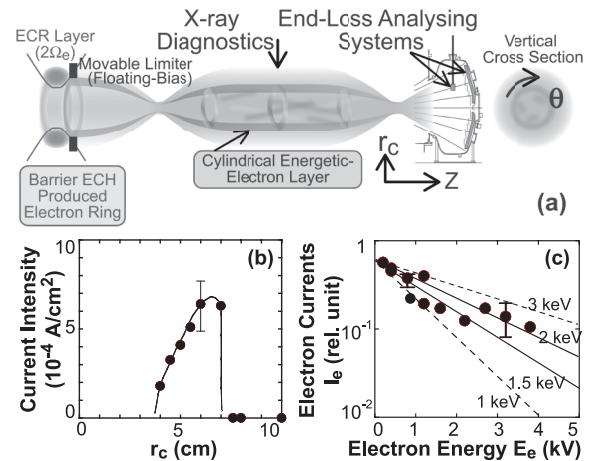 ECR Layer
(2Ωe)
Movable Limiter
(Floating-Bias)
X-ray
Diagnostics
End-Loss Analysing
Systems
Vertical
Cross Section
θ
Cylindrical Energetic-
Electron Layer
Barrier ECH
Produced
Electron Ring
rC
Z
(a)
(b)
Current Intensity
(10-4 A/cm2)
10
5
0
0
5
10
rc (cm)
(c)
Electron Currents
Ie (rel. unit)
1
10-1
10-2
3 keV
2 keV
1.5 keV
1 keV
0
1
2
3
4
5
Electron Energy Ee (kV)